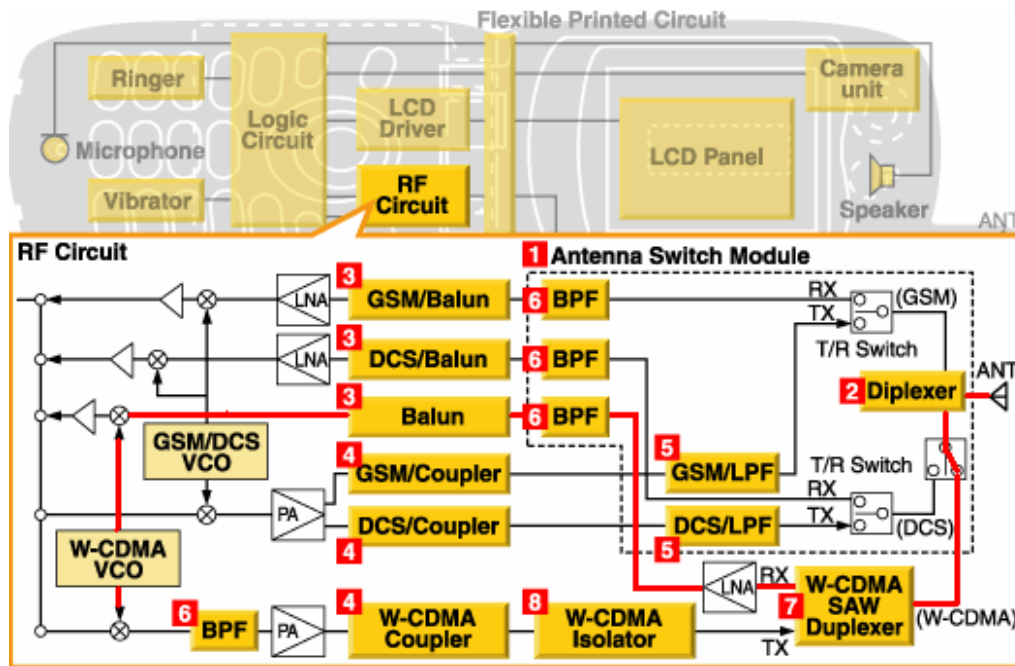 Flexible Printed Circuit
Ringer
Logic
Circuit
LCD
Driver
Camera
unit
Microphone
LCD Panel
Vibrator
RF
Circuit
Speaker
ANT
RF Circuit
1 Antenna Switch Module
3
GSM/Balun
LNA
6 BPF
RX
(GSM)
TX
T/R Switch
3
DCS/Balun
LNA
6 BPF
ANT
2 Diplexer
3
Balun
6 BPF
GSM/DCS
VCO
4
GSM/Coupler
5
GSM/LPF
T/R Switch
RX
PA
DCS/Coupler
4
DCS/LPF
5
TX
(DCS)
W-CDMA
VCO
LNA
RX
W-CDMA
7 SAW
Duplexer
(W-CDMA)
6
BPF
PA
4
W-CDMA
Coupler
8
W-CDMA
Isolator
TX